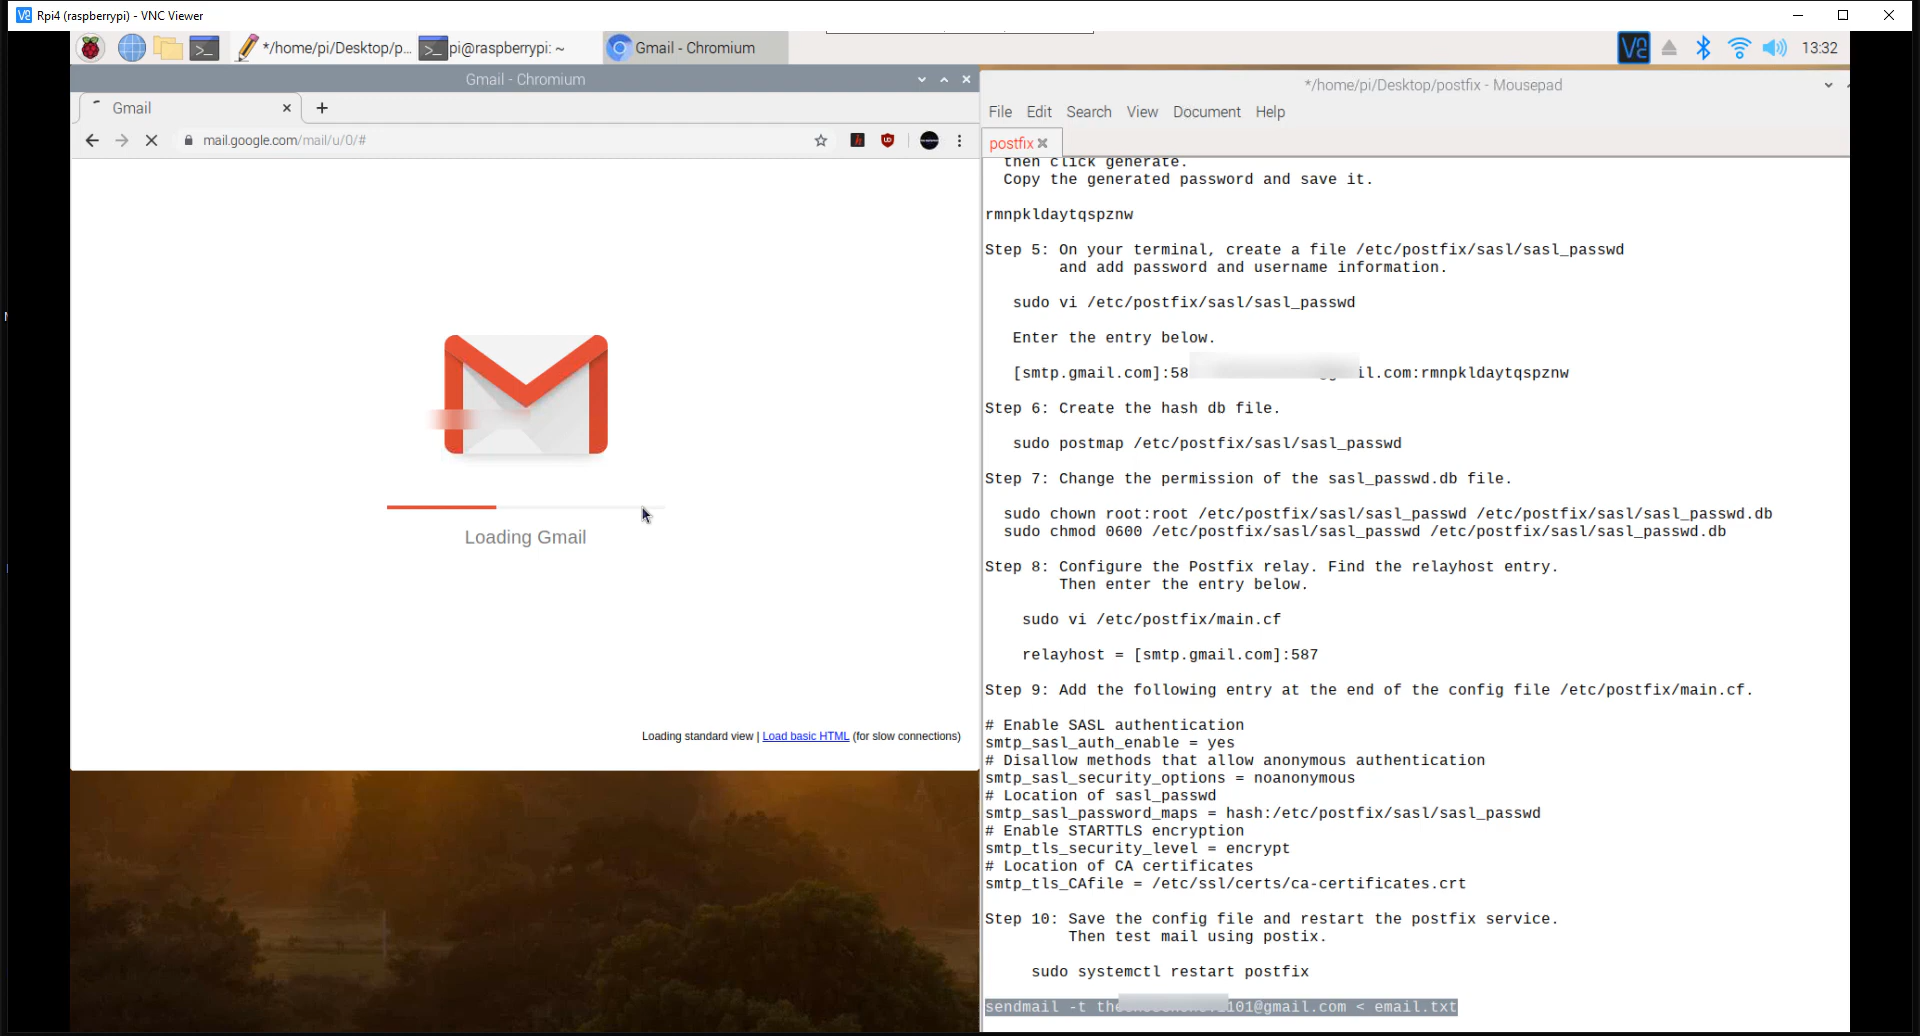 Rpi4 (raspberrypi) - VNC Viewer
*/home/pi/Desktop/p...
pi@raspberrypi: ~
Gmail - Chromium
13:32
Gmail - Chromium
Gmail
mail.google.com/mail/u/0/#
Loading Gmail
Loading standard view | Load basic HTML (for slow connections)
*/home/pi/Desktop/postfix - Mousepad
File Edit Search View Document Help
postfix
then click generate.
Copy the generated password and save it.
rmnpkldaytqspznw
Step 5: On your terminal, create a file /etc/postfix/sasl/sasl_passwd
and add password and username information.
sudo vi /etc/postfix/sasl/sasl_passwd
Enter the entry below.
[smtp.gmail.com]:58 il.com:rmnpkldaytqspznw
Step 6: Create the hash db file.
sudo postmap /etc/postfix/sasl/sasl_passwd
Step 7: Change the permission of the sasl_passwd.db file.
sudo chown root:root /etc/postfix/sasl/sasl_passwd /etc/postfix/sasl/sasl_passwd.db
sudo chmod 0600 /etc/postfix/sasl/sasl_passwd /etc/postfix/sasl/sasl_passwd.db
Step 8: Configure the Postfix relay. Find the relayhost entry.
Then enter the entry below.
sudo vi /etc/postfix/main.cf
relayhost = [smtp.gmail.com]:587
Step 9: Add the following entry at the end of the config file /etc/postfix/main.cf.
# Enable SASL authentication
smtp_sasl_auth_enable = yes
# Disallow methods that allow anonymous authentication
smtp_sasl_security_options = noanonymous
# Location of sasl_passwd
smtp_sasl_password_maps = hash:/etc/postfix/sasl/sasl_passwd
# Enable STARTTLS encryption
smtp_tls_security_level = encrypt
# Location of CA certificates
smtp_tls_CAfile = /etc/ssl/certs/ca-certificates.crt
Step 10: Save the config file and restart the postfix service.
Then test mail using postix.
sudo systemctl restart postfix
sendmail -t th 101@gmail.com < email.txt